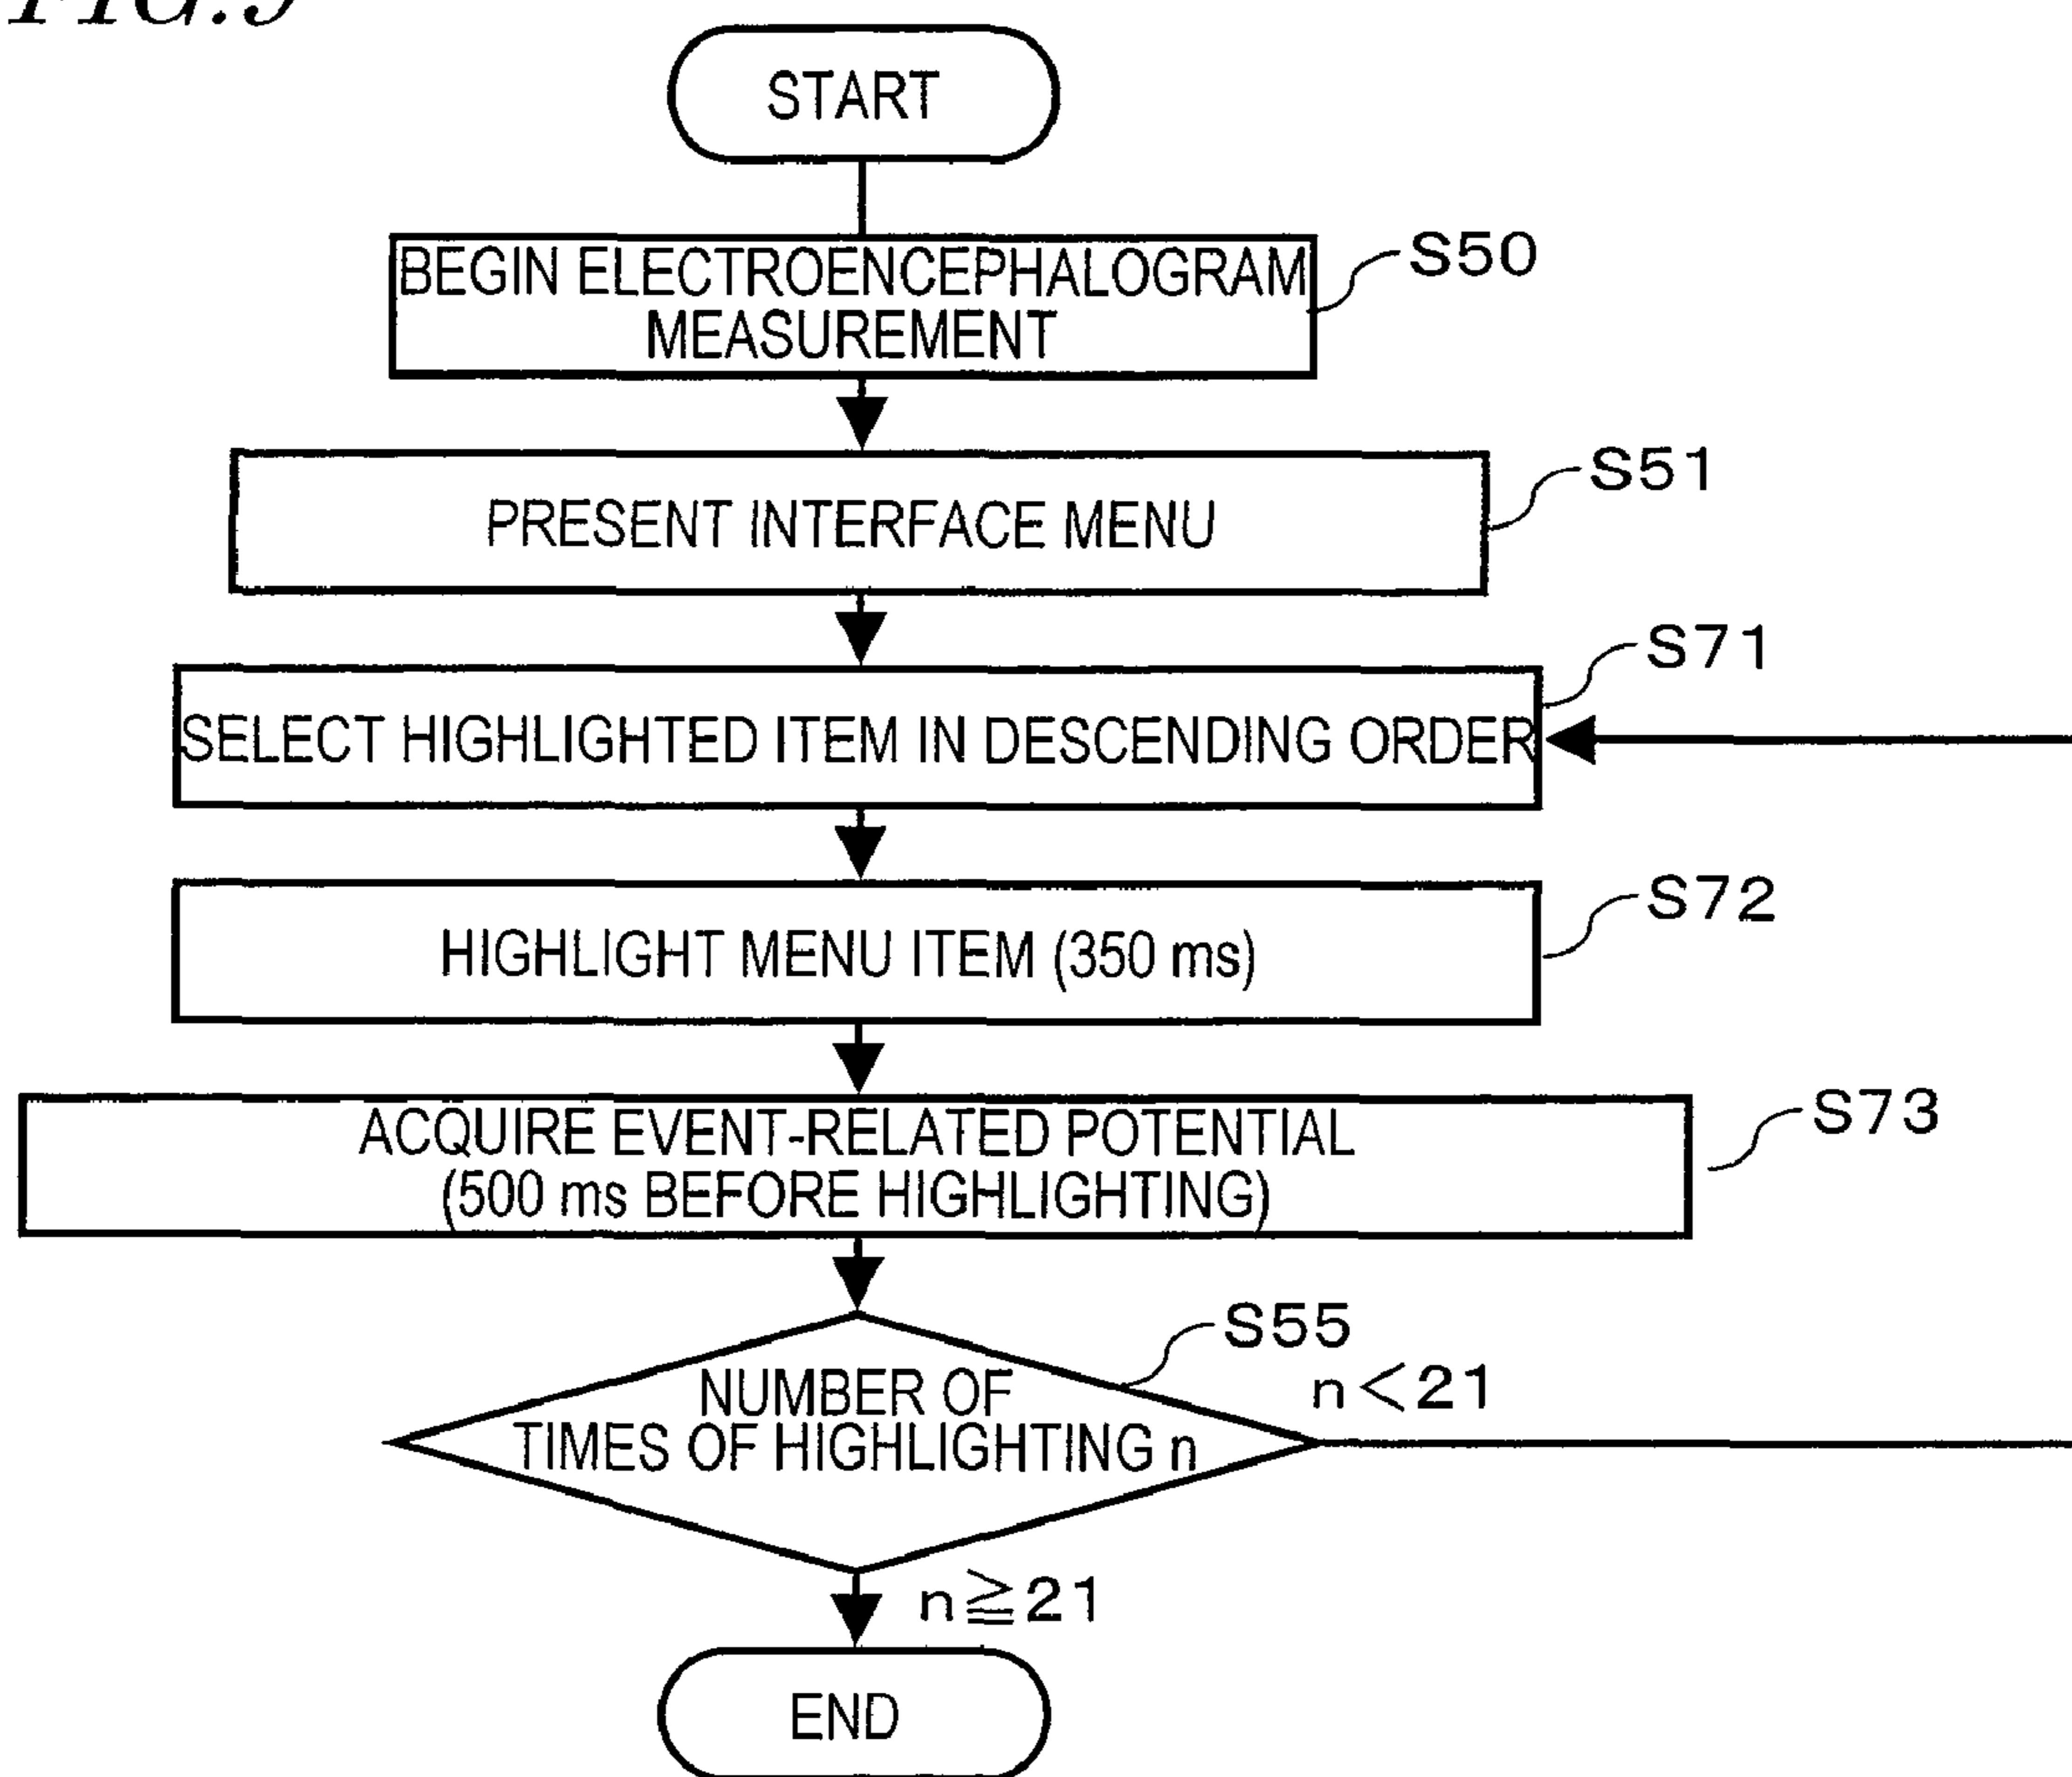 START
BEGIN ELECTROENCEPHALOGRAM
MEASUREMENT
S50
PRESENT INTERFACE MENU
S51
SELECT HIGHLIGHTED ITEM IN DESCENDING ORDER
S71
HIGHLIGHT MENU ITEM (350 ms)
S72
ACQUIRE EVENT-RELATED POTENTIAL
(500 ms BEFORE HIGHLIGHTING)
S73
NUMBER OF
TIMES OF HIGHLIGHTING n
S55
n<21
n≧21
END